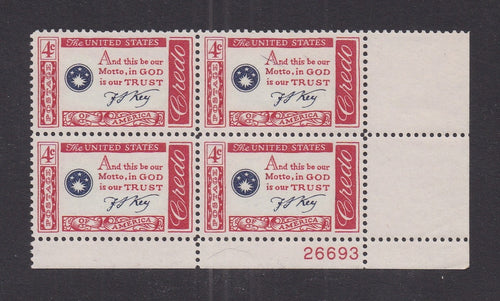 The UNITED STATES
4¢
And this be our
Motto, in GOD
is our TRUST
F S Key
Credo
OF AMERICA
The UNITED STATES
4¢
And this be our
Motto, in GOD
is our TRUST
F S Key
Credo
OF AMERICA
The UNITED STATES
4¢
And this be our
Motto, in GOD
is our TRUST
F S Key
Credo
OF AMERICA
The UNITED STATES
4¢
And this be our
Motto, in GOD
is our TRUST
F S Key
Credo
OF AMERICA
26693